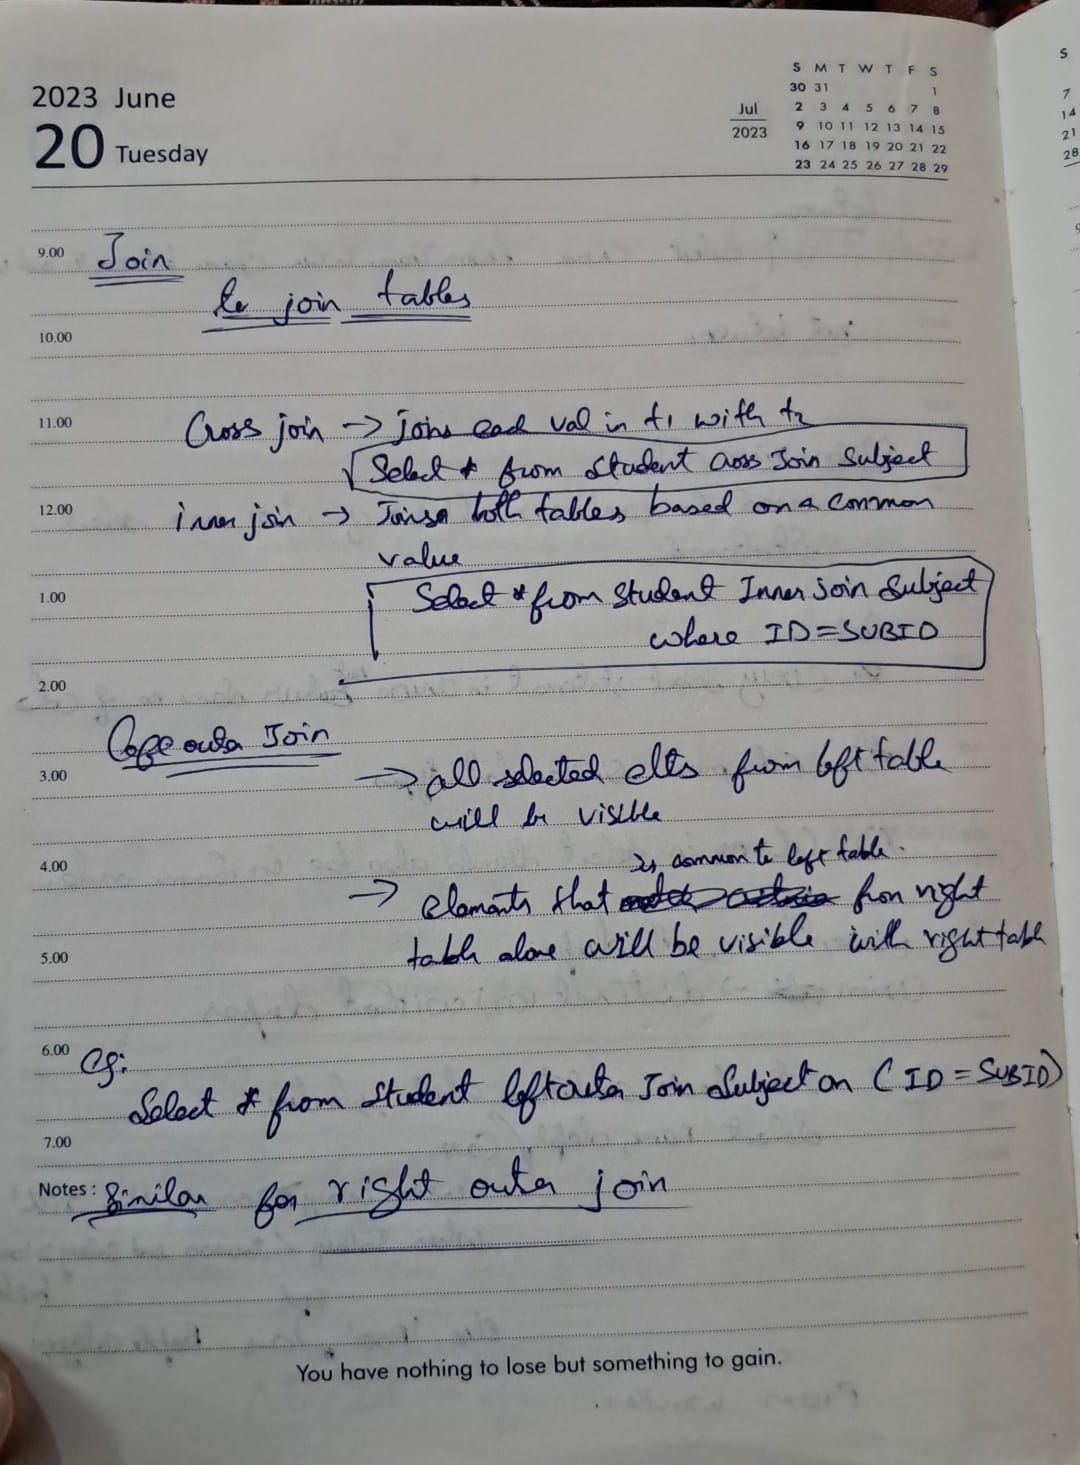 2023 June
20 Tuesday
Jul
2023
S M T W T F S
30 31 1
2 3 4 5 6 7 8
9 10 11 12 13 14 15
16 17 18 19 20 21 22
23 24 25 26 27 28 29
S
7
14
21
28
9.00 Join
to join tables
10.00
11.00 Cross join → joins each val in t1 with t2
Select * from Student Cross Join Subject
12.00 inner join → Joins both tables based on a common
value
1.00 Select * from Student Inner Join Subject
where ID=SUBID
2.00
Left outer Join
3.00 → all selected elts from left table
will be visible
4.00 is common to left table.
→ elements that from right
5.00 table alone will be visible with right table
6.00 Eg:
Select * from Student left outer Join Subject on (ID = SUBID)
7.00
Notes: Similar for right outer join
You have nothing to lose but something to gain.